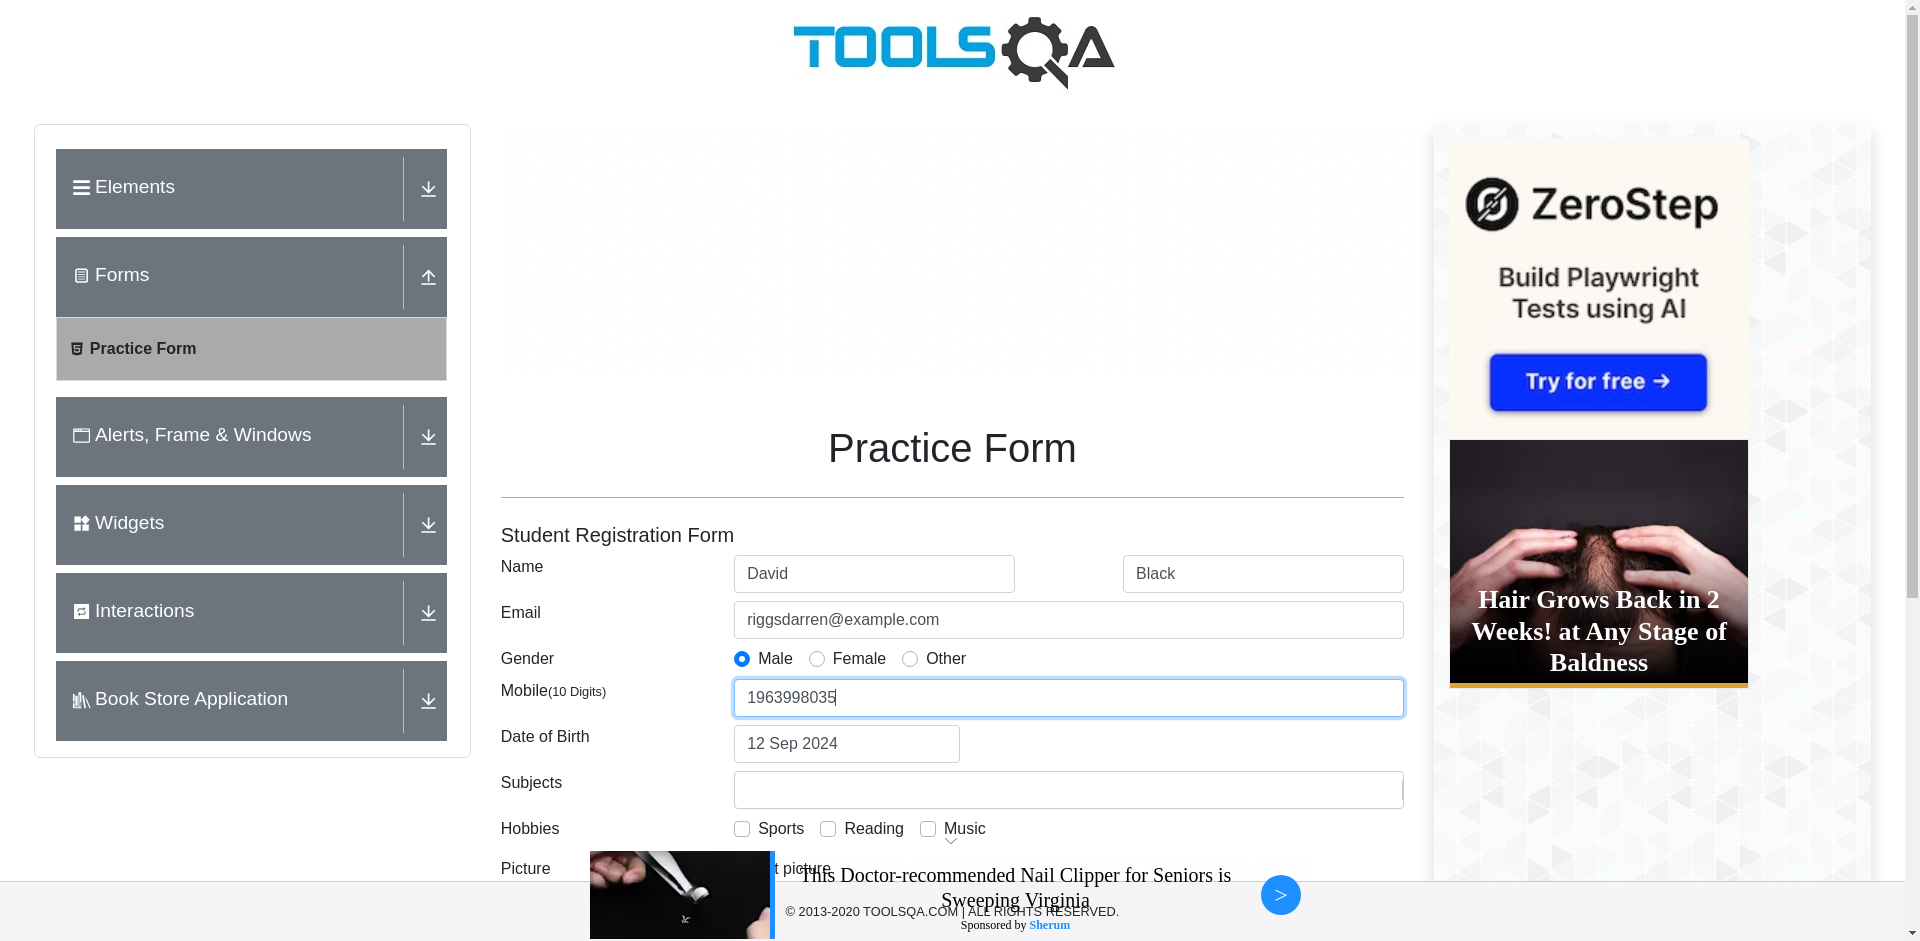 TOOLSQA
Elements
Forms
Practice Form
Alerts, Frame & Windows
Widgets
Interactions
Book Store Application
Practice Form
Student Registration Form
Name
David
Black
Email
riggsdarren@example.com
Gender
Male
Female
Other
Mobile(10 Digits)
1963998035
Date of Birth
12 Sep 2024
Subjects
Hobbies
Sports
Reading
Music
Picture
t picture
This Doctor-recommended Nail Clipper for Seniors is
Sweeping Virginia
Sponsored by Sherum
>
© 2013-2020 TOOLSQA.COM | ALL RIGHTS RESERVED.
ZeroStep
Build Playwright
Tests using AI
Try for free →
Hair Grows Back in 2
Weeks! at Any Stage of
Baldness